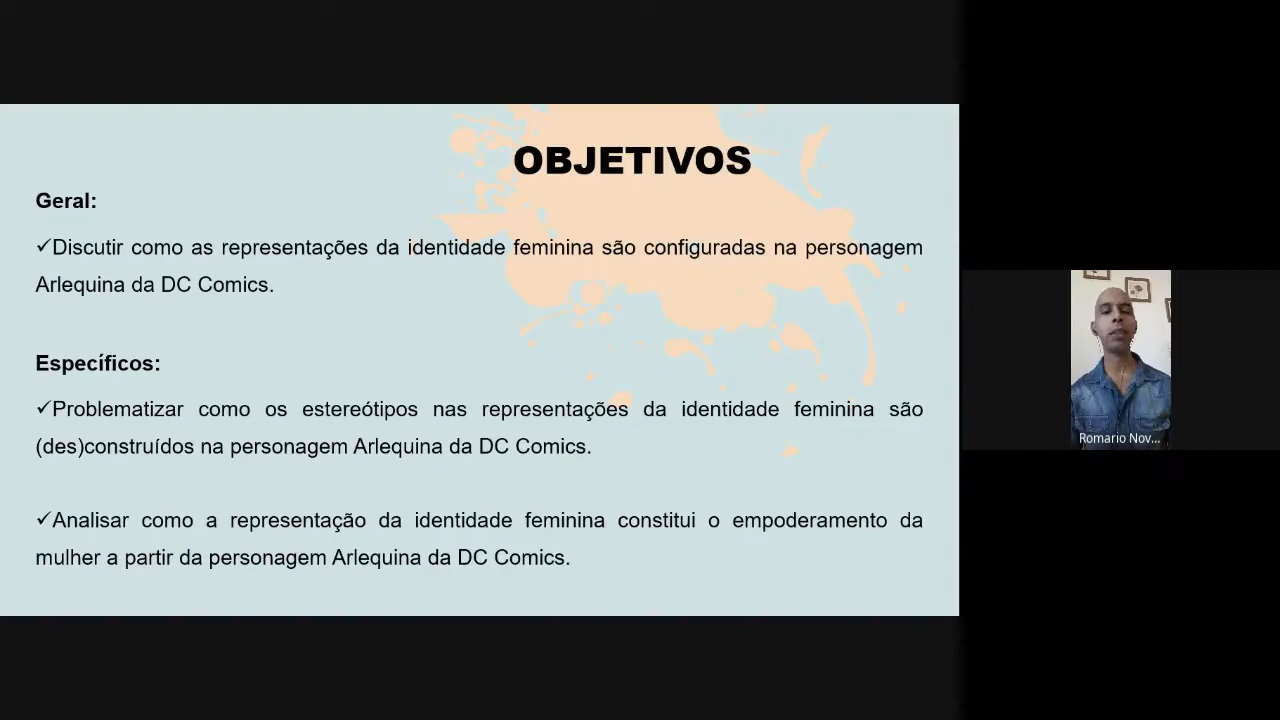 OBJETIVOS
Geral:
✓Discutir como as representações da identidade feminina são configuradas na personagem
Arlequina da DC Comics.
Específicos:
✓Problematizar como os estereótipos nas representações da identidade feminina são
(des)construídos na personagem Arlequina da DC Comics.
✓Analisar como a representação da identidade feminina constitui o empoderamento da
mulher a partir da personagem Arlequina da DC Comics.
Romario Nov...